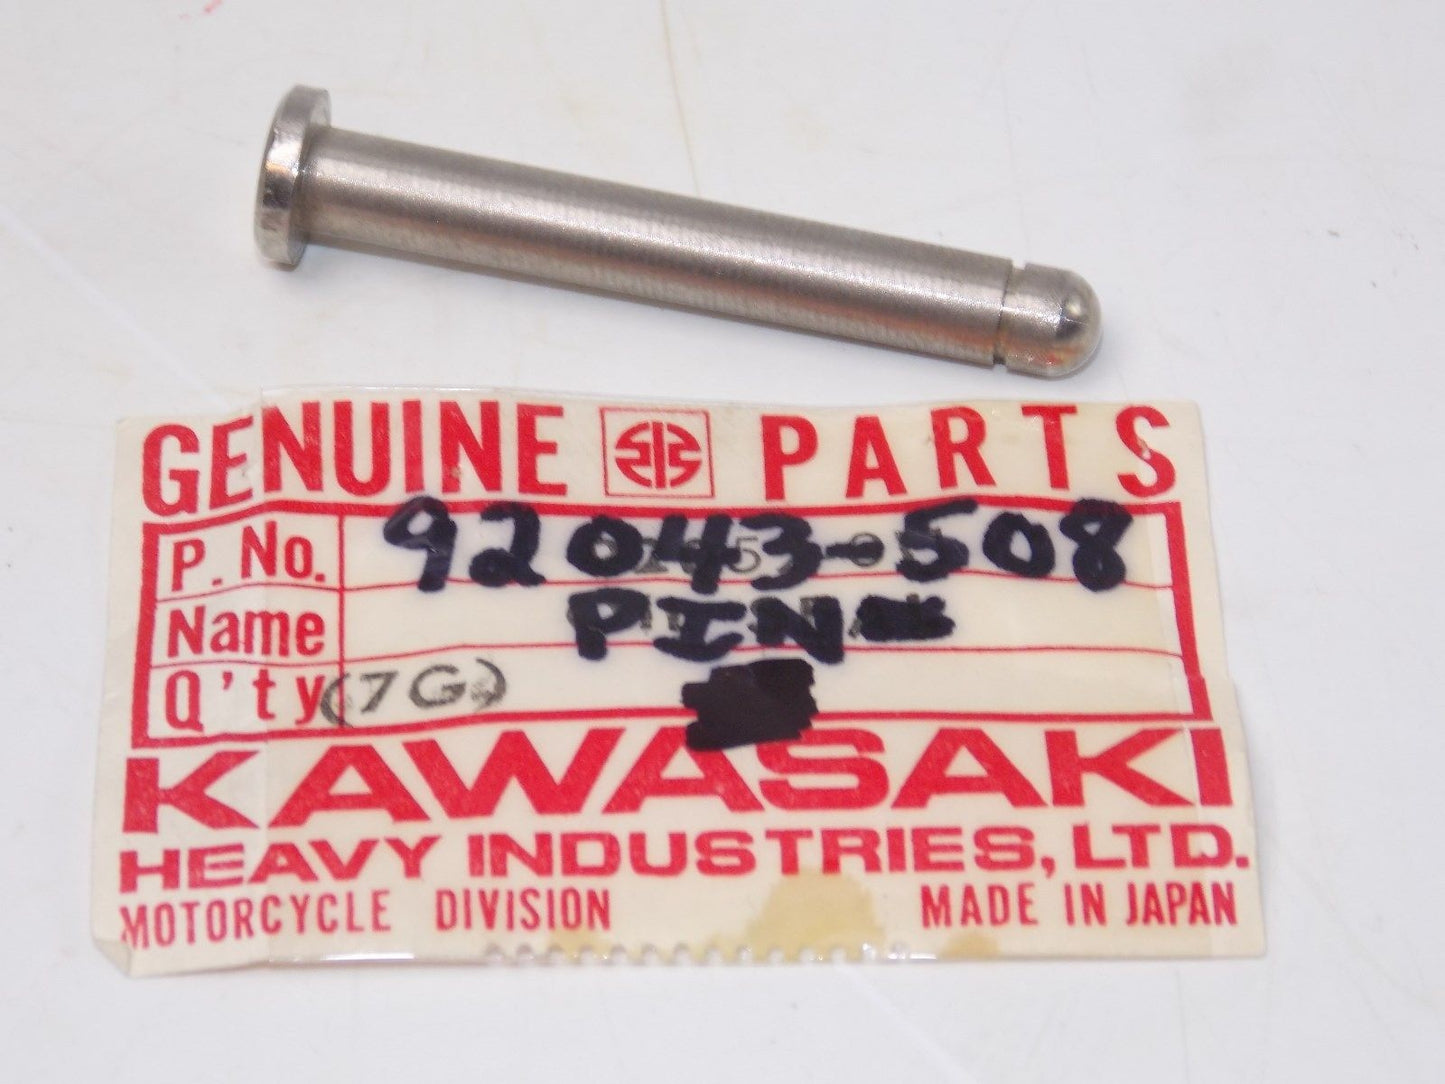 GENUINE PARTS
P. No. 92043-508
Name PIN
Q'ty (7G)
KAWASAKI
HEAVY INDUSTRIES, LTD.
MOTORCYCLE DIVISION MADE IN JAPAN